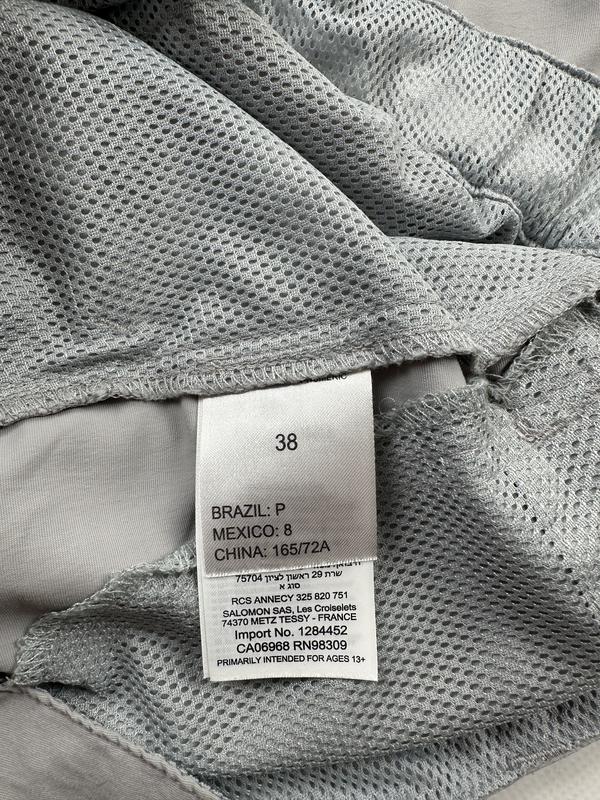 38
BRAZIL: P
MEXICO: 8
CHINA: 165/72A
שרת 29 ראשון לציון 75704
סוג א
RCS ANNECY 325 820 751
SALOMON SAS, Les Croiselets
74370 METZ TESSY - FRANCE
Import No. 1284452
CA06968 RN98309
PRIMARILY INTENDED FOR AGES 13+